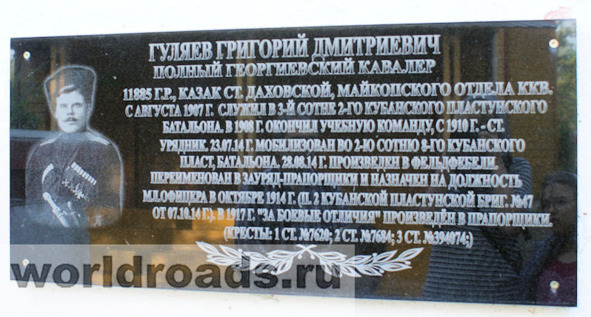 ГУЛЯЕВ ГРИГОРИЙ ДМИТРИЕВИЧ
ПОЛНЫЙ ГЕОРГИЕВСКИЙ КАВАЛЕР
11885 Г.Р., КАЗАК СТ. ДАХОВСКОЙ, МАЙКОПСКОГО ОТДЕЛА ККВ.
С АВГУСТА 1907 Г. СЛУЖИЛ В 3-Й СОТНЕ 2-ГО КУБАНСКОГО ПЛАСТУНСКОГО
БАТАЛЬОНА. В 1908 Г. ОКОНЧИЛ УЧЕБНУЮ КОМАНДУ, С 1910 Г. - СТ.
УРЯДНИК. 23.07.14 Г. МОБИЛИЗОВАН ВО 2-Ю СОТНЮ 8-ГО КУБАНСКОГО
ПЛАСТ, БАТАЛЬОНА. 28.08.14 Г. ПРОИЗВЕДЕН В ФЕЛЬДФЕБЕЛИ.
ПЕРЕИМЕНОВАН В ЗАУРЯД-ПРАПОРЩИКИ И НАЗНАЧЕН НА ДОЛЖНОСТЬ
МЛ.ОФИЦЕРА В ОКТЯБРЕ 1914 Г. (П. 2 КУБАНСКОЙ ПЛАСТУНСКОЙ БРИГ. №47
ОТ 07.10.14 Г.). В 1917 Г. "ЗА БОЕВЫЕ ОТЛИЧИЯ" ПРОИЗВЕДЁН В ПРАПОРЩИКИ.
(КРЕСТЫ: 1 СТ. №7620; 2 СТ. №7684; 3 СТ. №394074;)
worldroads.ru